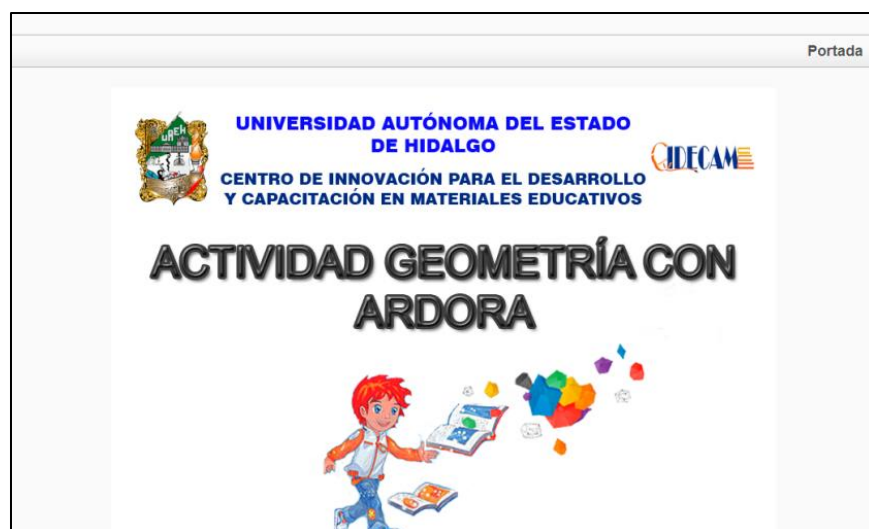 Portada
UNIVERSIDAD AUTÓNOMA DEL ESTADO
DE HIDALGO
CIDECAME
CENTRO DE INNOVACIÓN PARA EL DESARROLLO
Y CAPACITACIÓN EN MATERIALES EDUCATIVOS
UAEH
ACTIVIDAD GEOMETRÍA CON
ARDORA